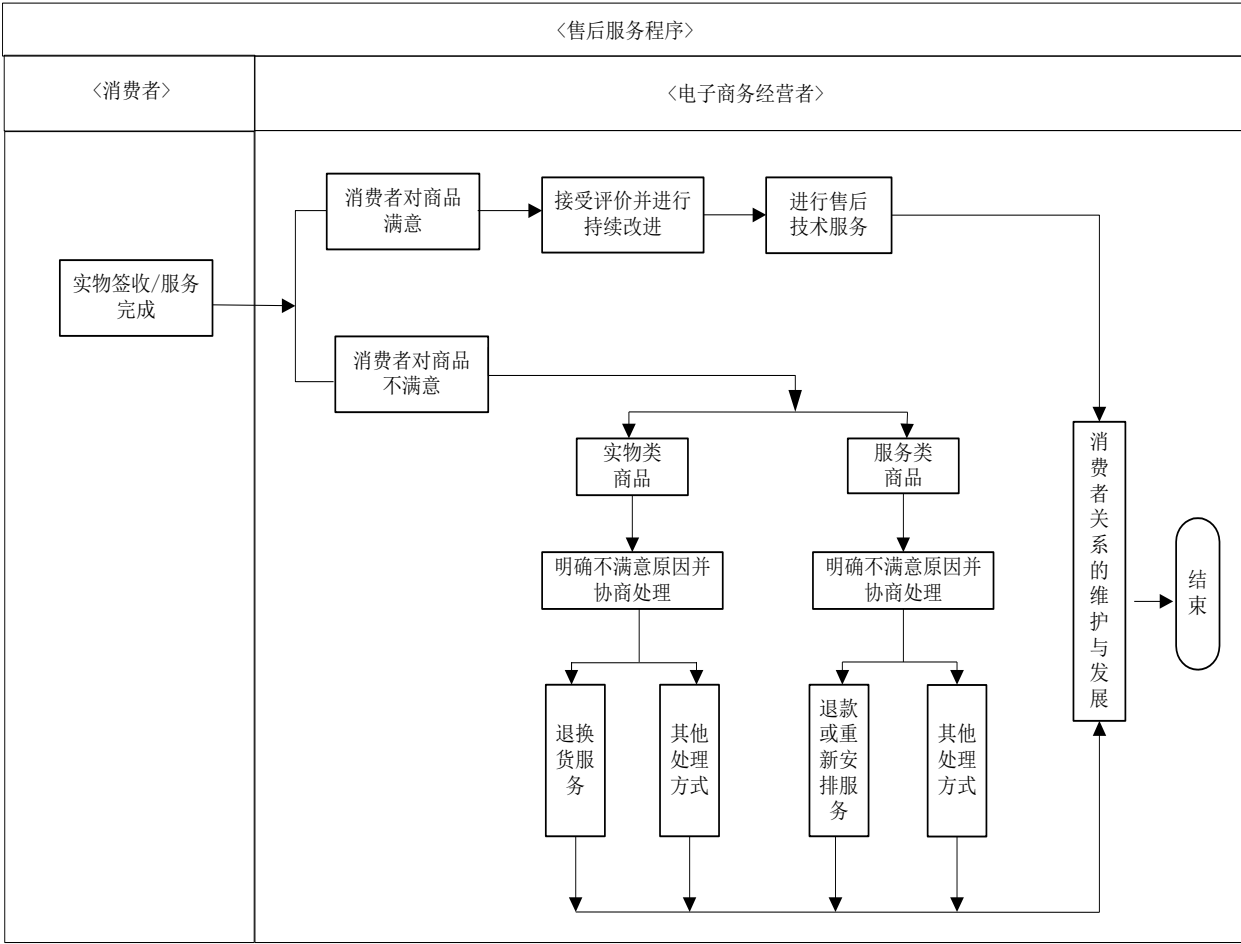 〈售后服务程序〉
〈消费者〉
〈电子商务经营者〉
实物签收/服务
完成
消费者对商品
满意
接受评价并进行
持续改进
进行售后
技术服务
消费者对商品
不满意
实物类
商品
服务类
商品
明确不满意原因并
协商处理
明确不满意原因并
协商处理
退换
货服
务
其他
处理
方式
退款
或重
新安
排服
务
其他
处理
方式
消
费
者
关
系
的
维
护
与
发
展
结
束